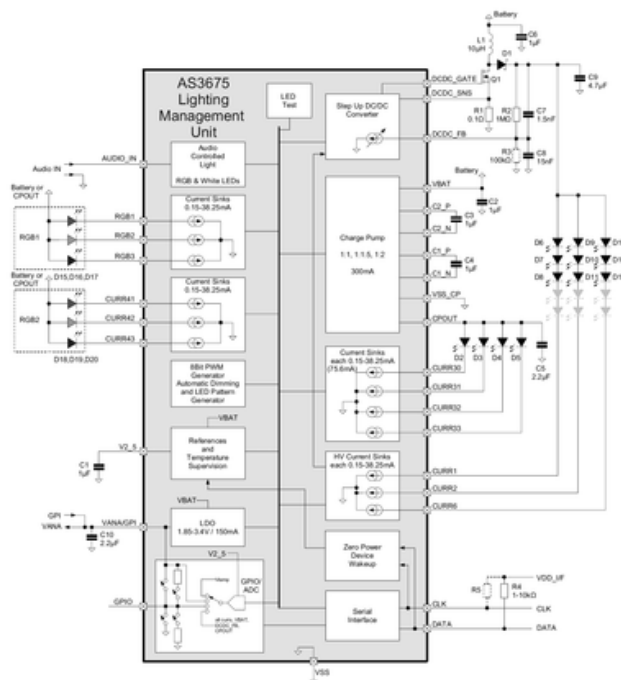 Battery
L1
10µH
C6
1µF
D1
AS3675
Lighting
Management
Unit
LED
Test
Step Up DC/DC
Converter
DCDC_GATE
Q1
DCDC_SNS
R1
0.1Ω
R2
1MΩ
C7
1.5nF
C9
4.7µF
DCDC_FB
R3
100kΩ
C8
15nF
AUDIO_IN
Audio IN
Audio
Controlled
Light
RGB & White LEDs
Battery or
CPOUT
RGB1
RGB1
RGB2
RGB3
D15,D16,D17
Current Sinks
0.15-38.25mA
Battery or
CPOUT
RGB2
CURR41
CURR42
CURR43
D18,D19,D20
Current Sinks
0.15-38.25mA
Charge Pump
1:1, 1:1.5, 1:2
300mA
VBAT
Battery
C2
1µF
C2_P
C3
1µF
C2_N
C1_P
C4
1µF
C1_N
VSS_CP
CPOUT
D6
D7
D8
D9
D10
D11
D2
D3
D4
D5
C5
2.2µF
8Bit PWM
Generator
Automatic Dimming
and LED Pattern
Generator
Current Sinks
each 0.15-38.25mA
(75.6mA)
CURR30
CURR31
CURR32
CURR33
VBAT
V2_5
C1
1µF
References
and
Temperature
Supervision
HV Current Sinks
each 0.15-38.25mA
CURR1
CURR2
CURR6
GPI
VANA
VANA/GPI
C10
2.2µF
VBAT
LDO
1.85-3.4V / 150mA
Zero Power
Device
Wakeup
V2_5
GPIO/
ADC
GPIO
DCDC_FB,
CPOUT
Serial
Interface
VDD_I/F
R5
R4
1-10kΩ
CLK
CLK
DATA
DATA
VSS